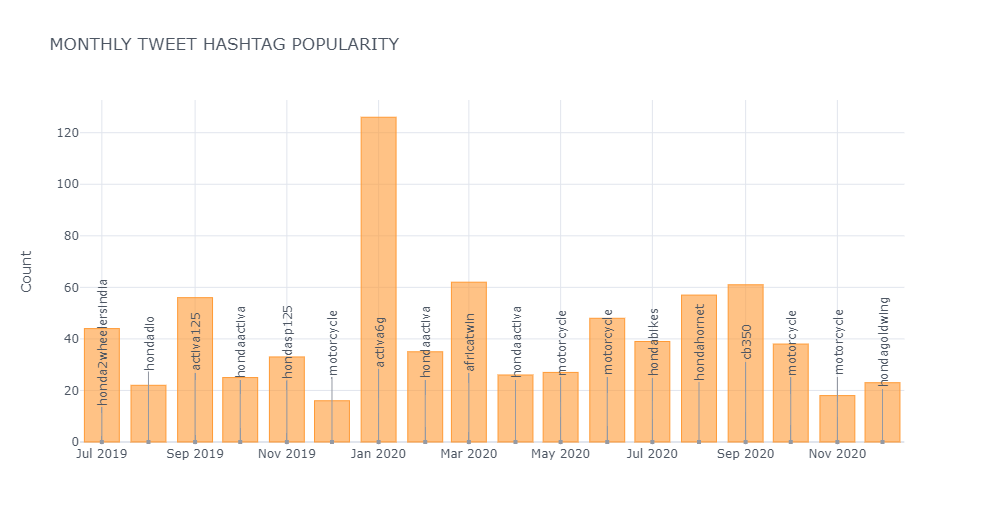 MONTHLY TWEET HASHTAG POPULARITY
Count
120
100
80
60
40
20
0
honda2wheelersindia
hondadio
activa125
hondaactiva
hondasp125
motorcycle
activa6g
hondaactiva
africatwin
hondaactiva
motorcycle
motorcycle
hondabikes
hondahornet
cb350
motorcycle
motorcycle
hondagoldwing
Jul 2019
Sep 2019
Nov 2019
Jan 2020
Mar 2020
May 2020
Jul 2020
Sep 2020
Nov 2020